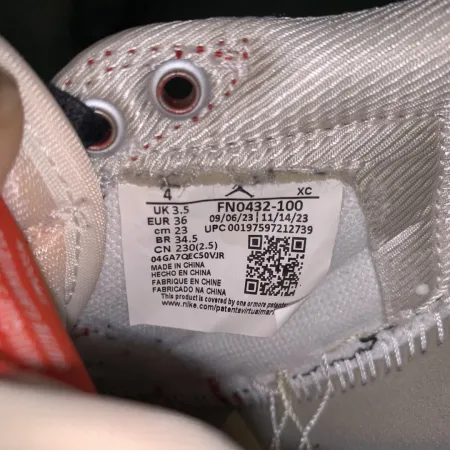 4 XC
UK 3.5 FN0432-100
EUR 36 09/06/23 | 11/14/23
cm 23 UPC 00197597212739
BR 34.5
CN 230(2.5)
04GA7QEC50VJR
MADE IN CHINA
HECHO EN CHINA
FABRIQUE EN CHINE
FABRICADO NA CHINA
This product is covered by one or more patents
www.nike.com/patentsvirtualmar